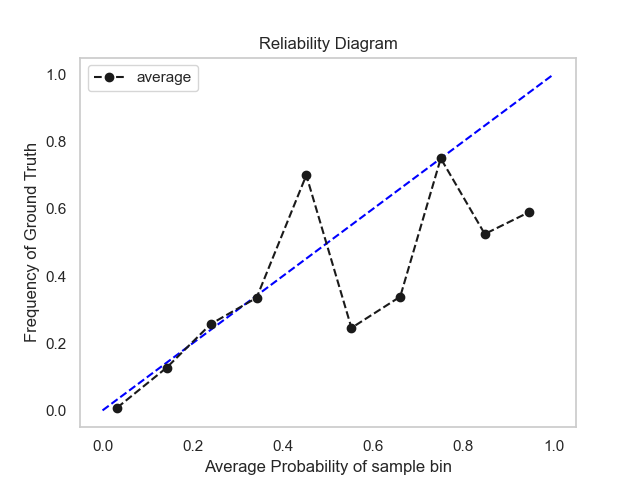 Reliability Diagram
average
Frequency of Ground Truth
1.0
0.8
0.6
0.4
0.2
0.0
0.0 0.2 0.4 0.6 0.8 1.0
Average Probability of sample bin